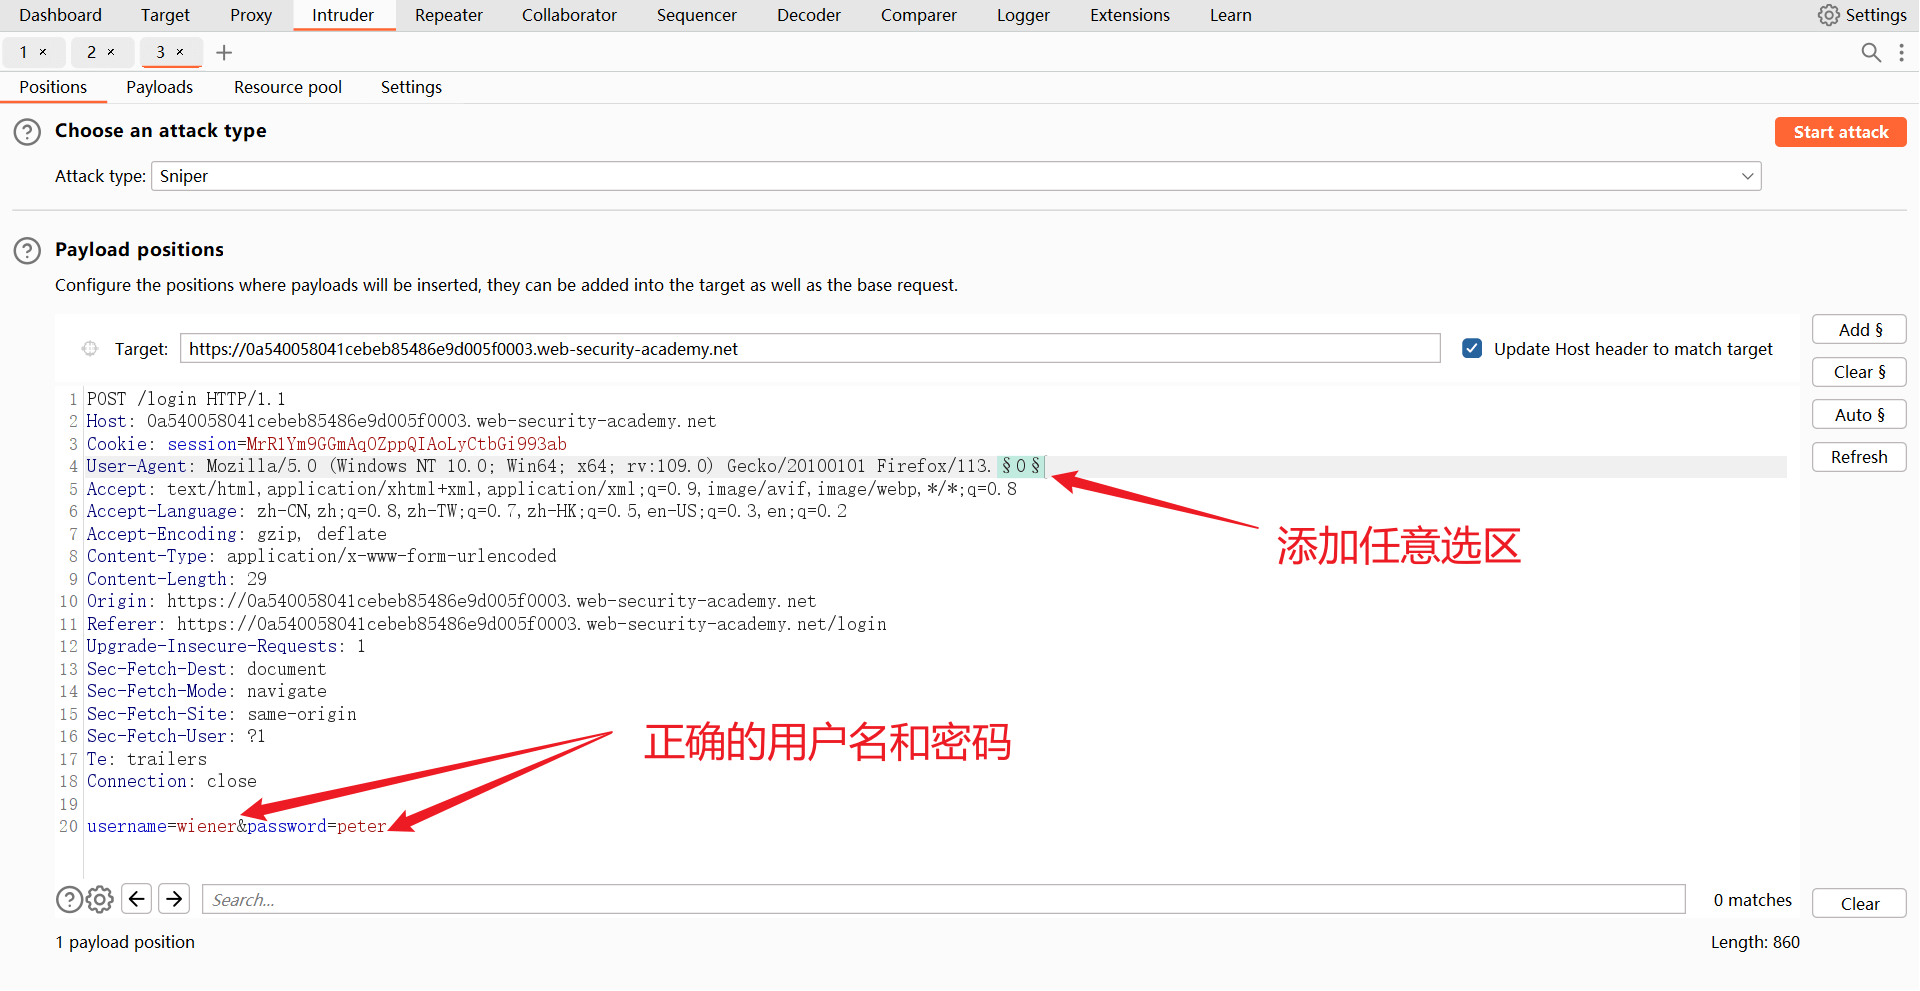 Dashboard Target Proxy Intruder Repeater Collaborator Sequencer Decoder Comparer Logger Extensions Learn Settings
1 × 2 × 3 × +
Positions Payloads Resource pool Settings
Choose an attack type
Start attack
Attack type: Sniper
Payload positions
Configure the positions where payloads will be inserted, they can be added into the target as well as the base request.
Add §
Target: https://0a540058041cebeb85486e9d005f0003.web-security-academy.net Update Host header to match target
Clear §
Auto §
Refresh
1 POST /login HTTP/1.1
2 Host: 0a540058041cebeb85486e9d005f0003.web-security-academy.net
3 Cookie: session=MrR1Ym9GGmAqOZppQIAoLyCtbGi993ab
4 User-Agent: Mozilla/5.0 (Windows NT 10.0; Win64; x64; rv:109.0) Gecko/20100101 Firefox/113.§0§
5 Accept: text/html,application/xhtml+xml,application/xml;q=0.9,image/avif,image/webp,*/*;q=0.8
6 Accept-Language: zh-CN,zh;q=0.8,zh-TW;q=0.7,zh-HK;q=0.5,en-US;q=0.3,en;q=0.2
7 Accept-Encoding: gzip, deflate
添加任意选区
8 Content-Type: application/x-www-form-urlencoded
9 Content-Length: 29
10 Origin: https://0a540058041cebeb85486e9d005f0003.web-security-academy.net
11 Referer: https://0a540058041cebeb85486e9d005f0003.web-security-academy.net/login
12 Upgrade-Insecure-Requests: 1
13 Sec-Fetch-Dest: document
14 Sec-Fetch-Mode: navigate
15 Sec-Fetch-Site: same-origin
16 Sec-Fetch-User: ?1
正确的用户名和密码
17 Te: trailers
18 Connection: close
19
20 username=wiener&password=peter
Search... 0 matches Clear
1 payload position Length: 860